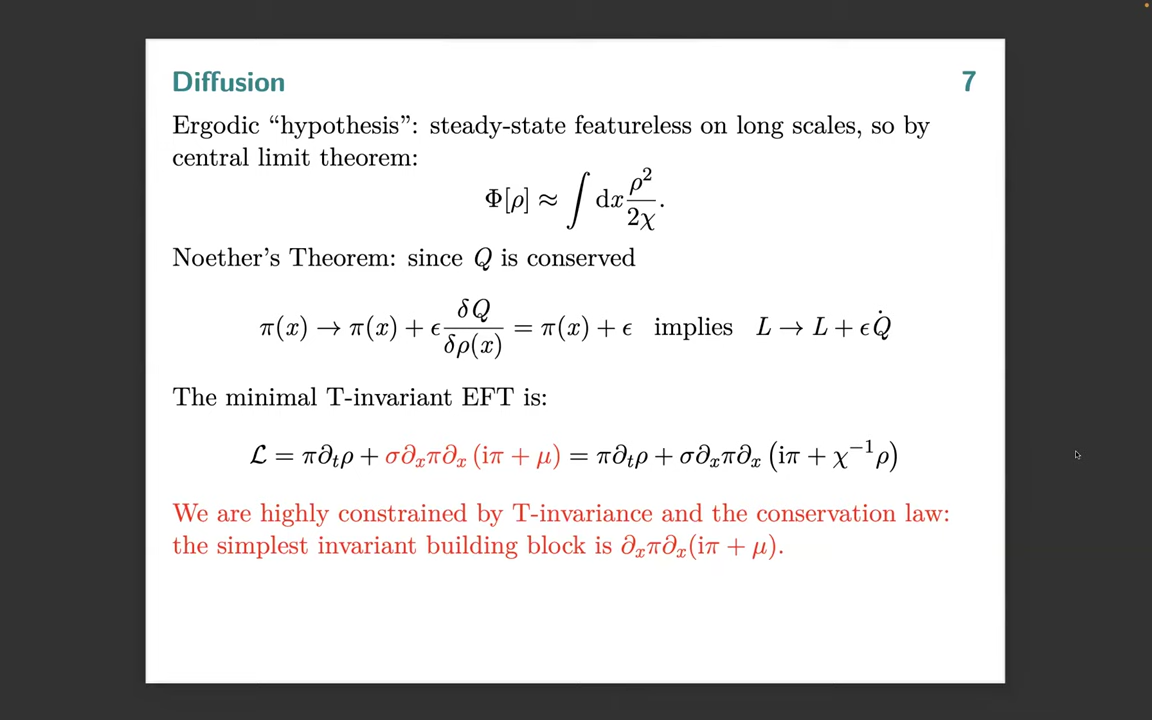 Diffusion 7
Ergodic “hypothesis”: steady-state featureless on long scales, so by
central limit theorem:
Φ[ρ] ≈ ∫ dx ρ²/2χ.
Noether’s Theorem: since Q is conserved
π(x) → π(x) + ϵ δQ/δρ(x) = π(x) + ϵ implies L → L + ϵQ̇
The minimal T-invariant EFT is:
ℒ = π∂ₜρ + σ∂ₓπ∂ₓ (iπ + μ) = π∂ₜρ + σ∂ₓπ∂ₓ (iπ + χ⁻¹ρ)
We are highly constrained by T-invariance and the conservation law:
the simplest invariant building block is ∂ₓπ∂ₓ(iπ + μ).